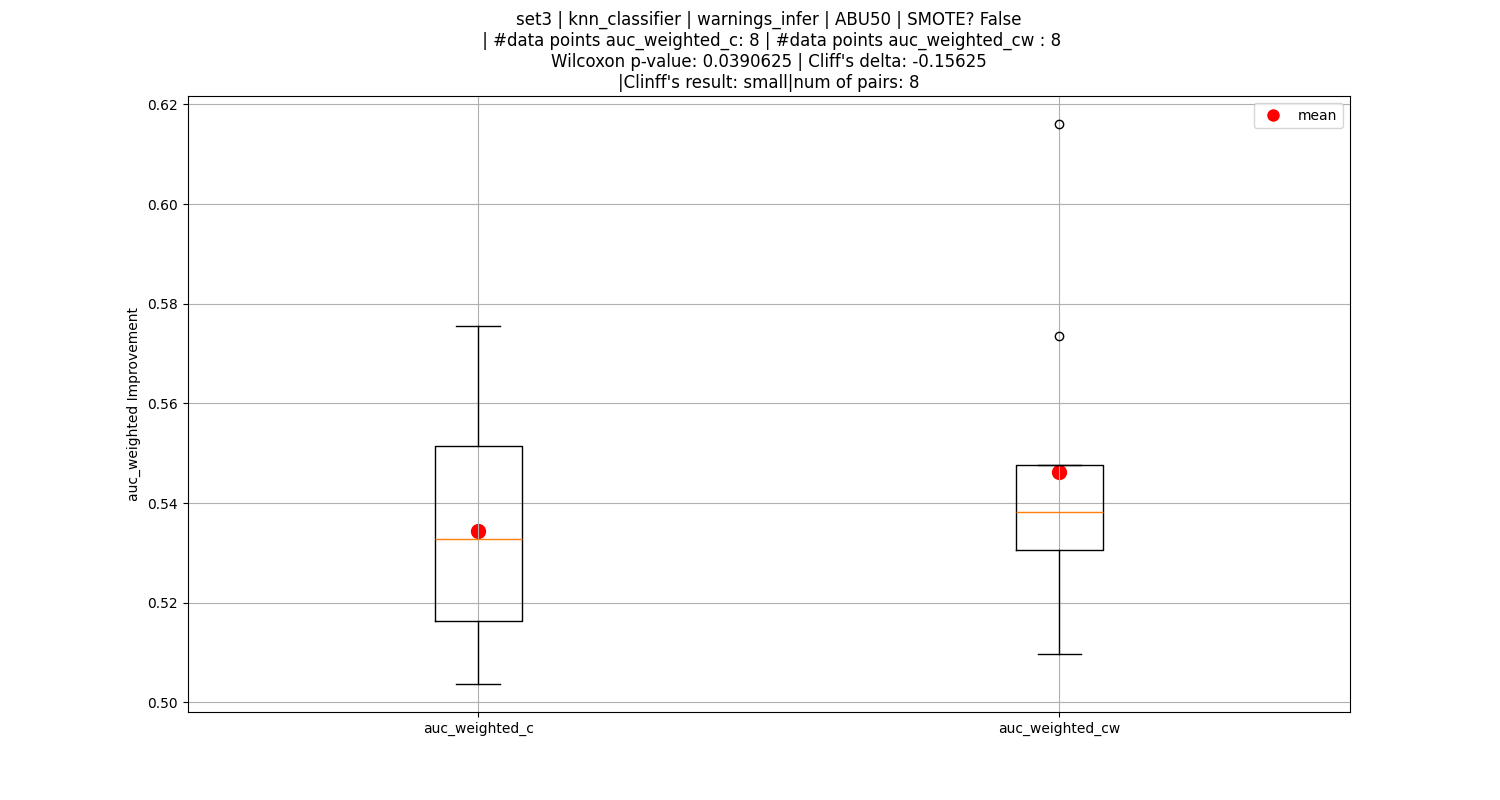 set3 | knn_classifier | warnings_infer | ABU50 | SMOTE? False
| #data points auc_weighted_c: 8 | #data points auc_weighted_cw : 8
Wilcoxon p-value: 0.0390625 | Cliff's delta: -0.15625
|Clinff's result: small|num of pairs: 8
mean
auc_weighted Improvement
0.62
0.60
0.58
0.56
0.54
0.52
0.50
auc_weighted_c
auc_weighted_cw